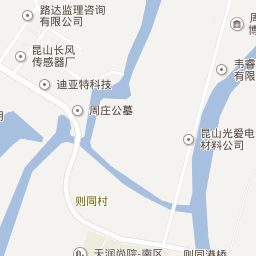 路达监理咨询
有限公司
周
博
昆山长风
传感器厂
韦睿
有限
迪亚特科技
周庄公墓
昆山光爱电
材料公司
则同村
天润尚院-南区
则同港桥